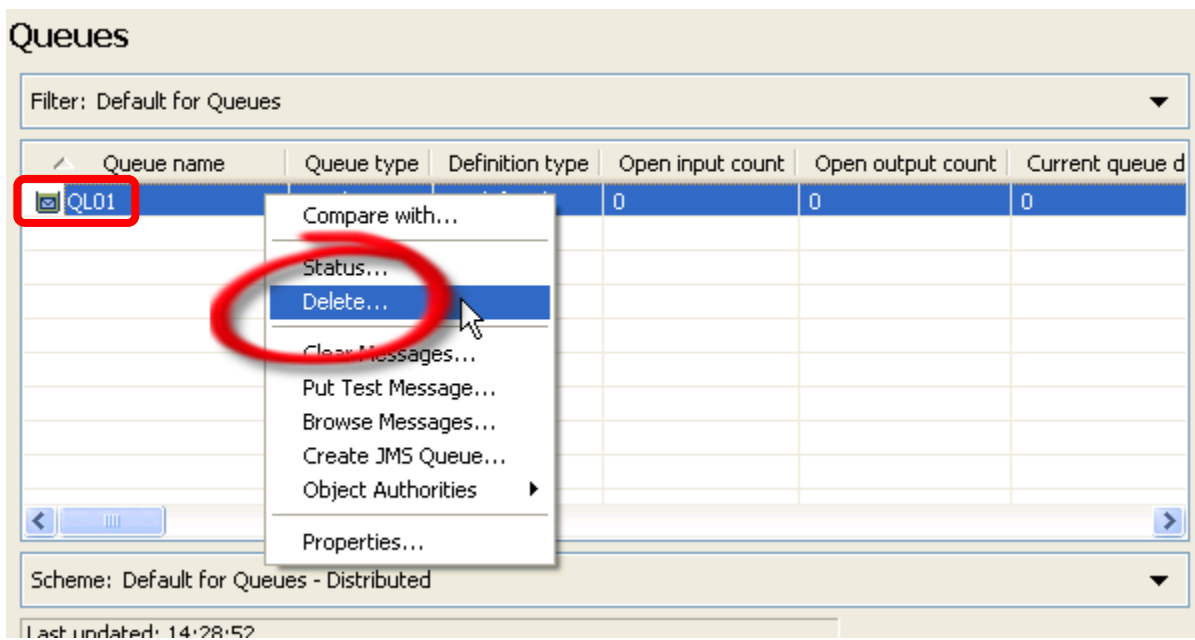 Queues
Filter: Default for Queues
Queue name Queue type Definition type Open input count Open output count Current queue d
QL01 0 0 0
Compare with...
Status...
Delete...
Clear Messages...
Put Test Message...
Browse Messages...
Create JMS Queue...
Object Authorities
Properties...
Scheme: Default for Queues - Distributed
Last updated: 14:28:52